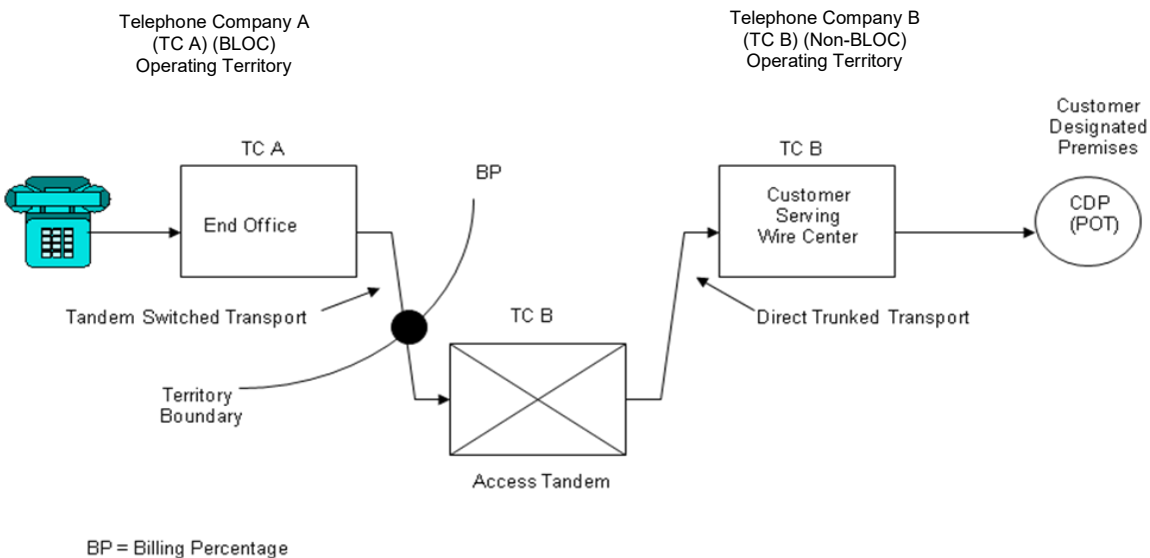 Telephone Company A
(TC A) (BLOC)
Operating Territory
Telephone Company B
(TC B) (Non-BLOC)
Operating Territory
Customer
Designated
Premises
TC A
BP
TC B
End Office
Customer
Serving
Wire Center
CDP
(POT)
Tandem Switched Transport
TC B
Direct Trunked Transport
Territory
Boundary
Access Tandem
BP = Billing Percentage